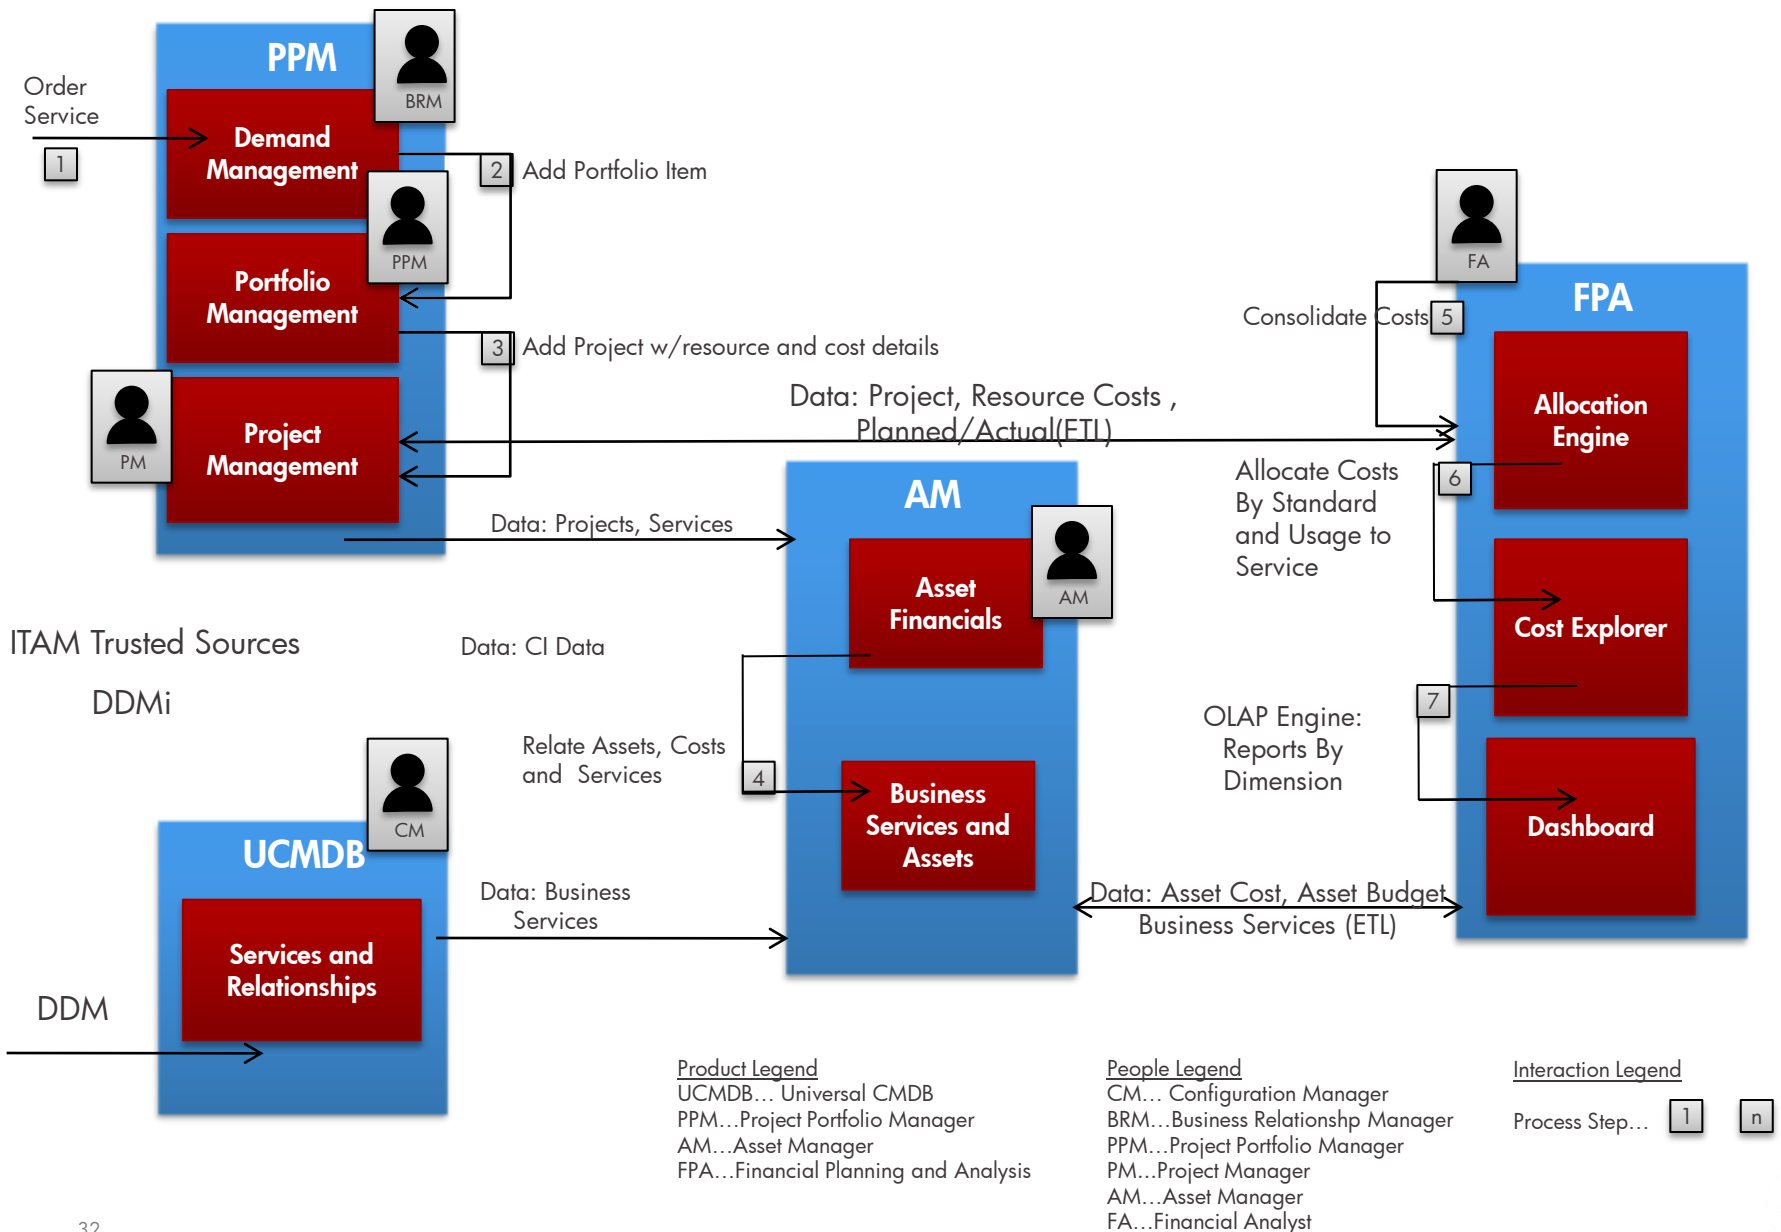 PPM
BRM
Order
Service
1
Demand
Management
2
Add Portfolio Item
PPM
Portfolio
Management
3
Add Project w/resource and cost details
PM
Project
Management
Data: Project, Resource Costs ,
Planned/Actual(ETL)
Data: Projects, Services
FA
FPA
Consolidate Costs
5
Allocation
Engine
6
Allocate Costs
By Standard
and Usage to
Service
Cost Explorer
7
OLAP Engine:
Reports By
Dimension
Dashboard
AM
AM
Asset
Financials
ITAM Trusted Sources
Data: CI Data
DDMi
Relate Assets, Costs
and Services
4
Business
Services and
Assets
CM
UCMDB
Data: Business
Services
Data: Asset Cost, Asset Budget
Business Services (ETL)
Services and
Relationships
DDM
Product Legend
UCMDB... Universal CMDB
PPM...Project Portfolio Manager
AM...Asset Manager
FPA...Financial Planning and Analysis
People Legend
CM... Configuration Manager
BRM...Business Relationshp Manager
PPM...Project Portfolio Manager
PM...Project Manager
AM...Asset Manager
FA...Financial Analyst
Interaction Legend
Process Step... 1 n
32